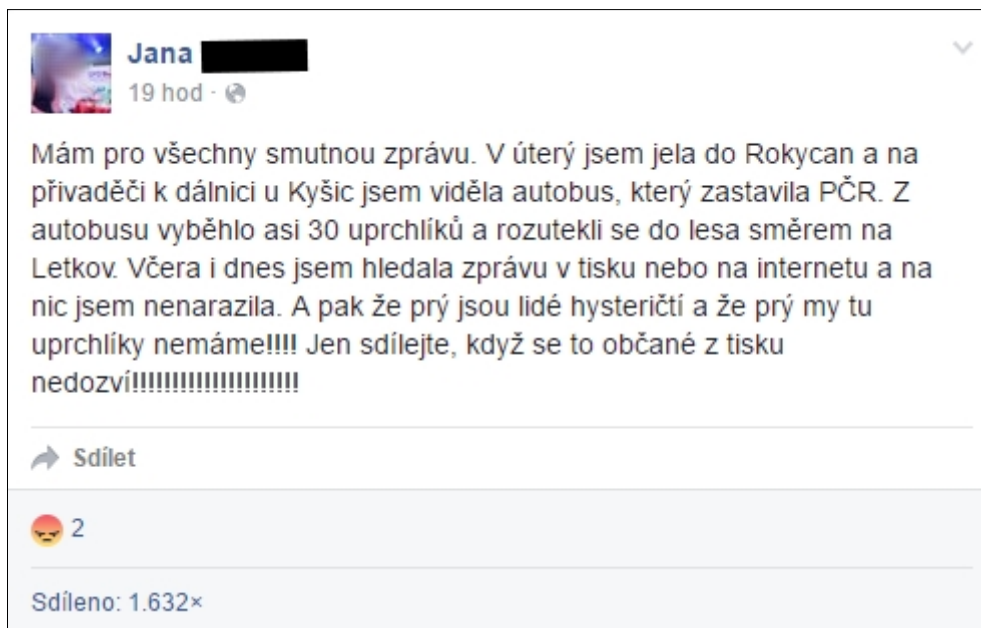 Jana
19 hod ·
Mám pro všechny smutnou zprávu. V úterý jsem jela do Rokycan a na
přivaděči k dálnici u Kyšic jsem viděla autobus, který zastavila PČR. Z
autobusu vyběhlo asi 30 uprchlíků a rozutekli se do lesa směrem na
Letkov. Včera i dnes jsem hledala zprávu v tisku nebo na internetu a na
nic jsem nenarazila. A pak že prý jsou lidé hysteričtí a že prý my tu
uprchlíky nemáme!!!! Jen sdílejte, když se to občané z tisku
nedozví!!!!!!!!!!!!!!!!!!!!!
Sdílet
2
Sdíleno: 1.632×